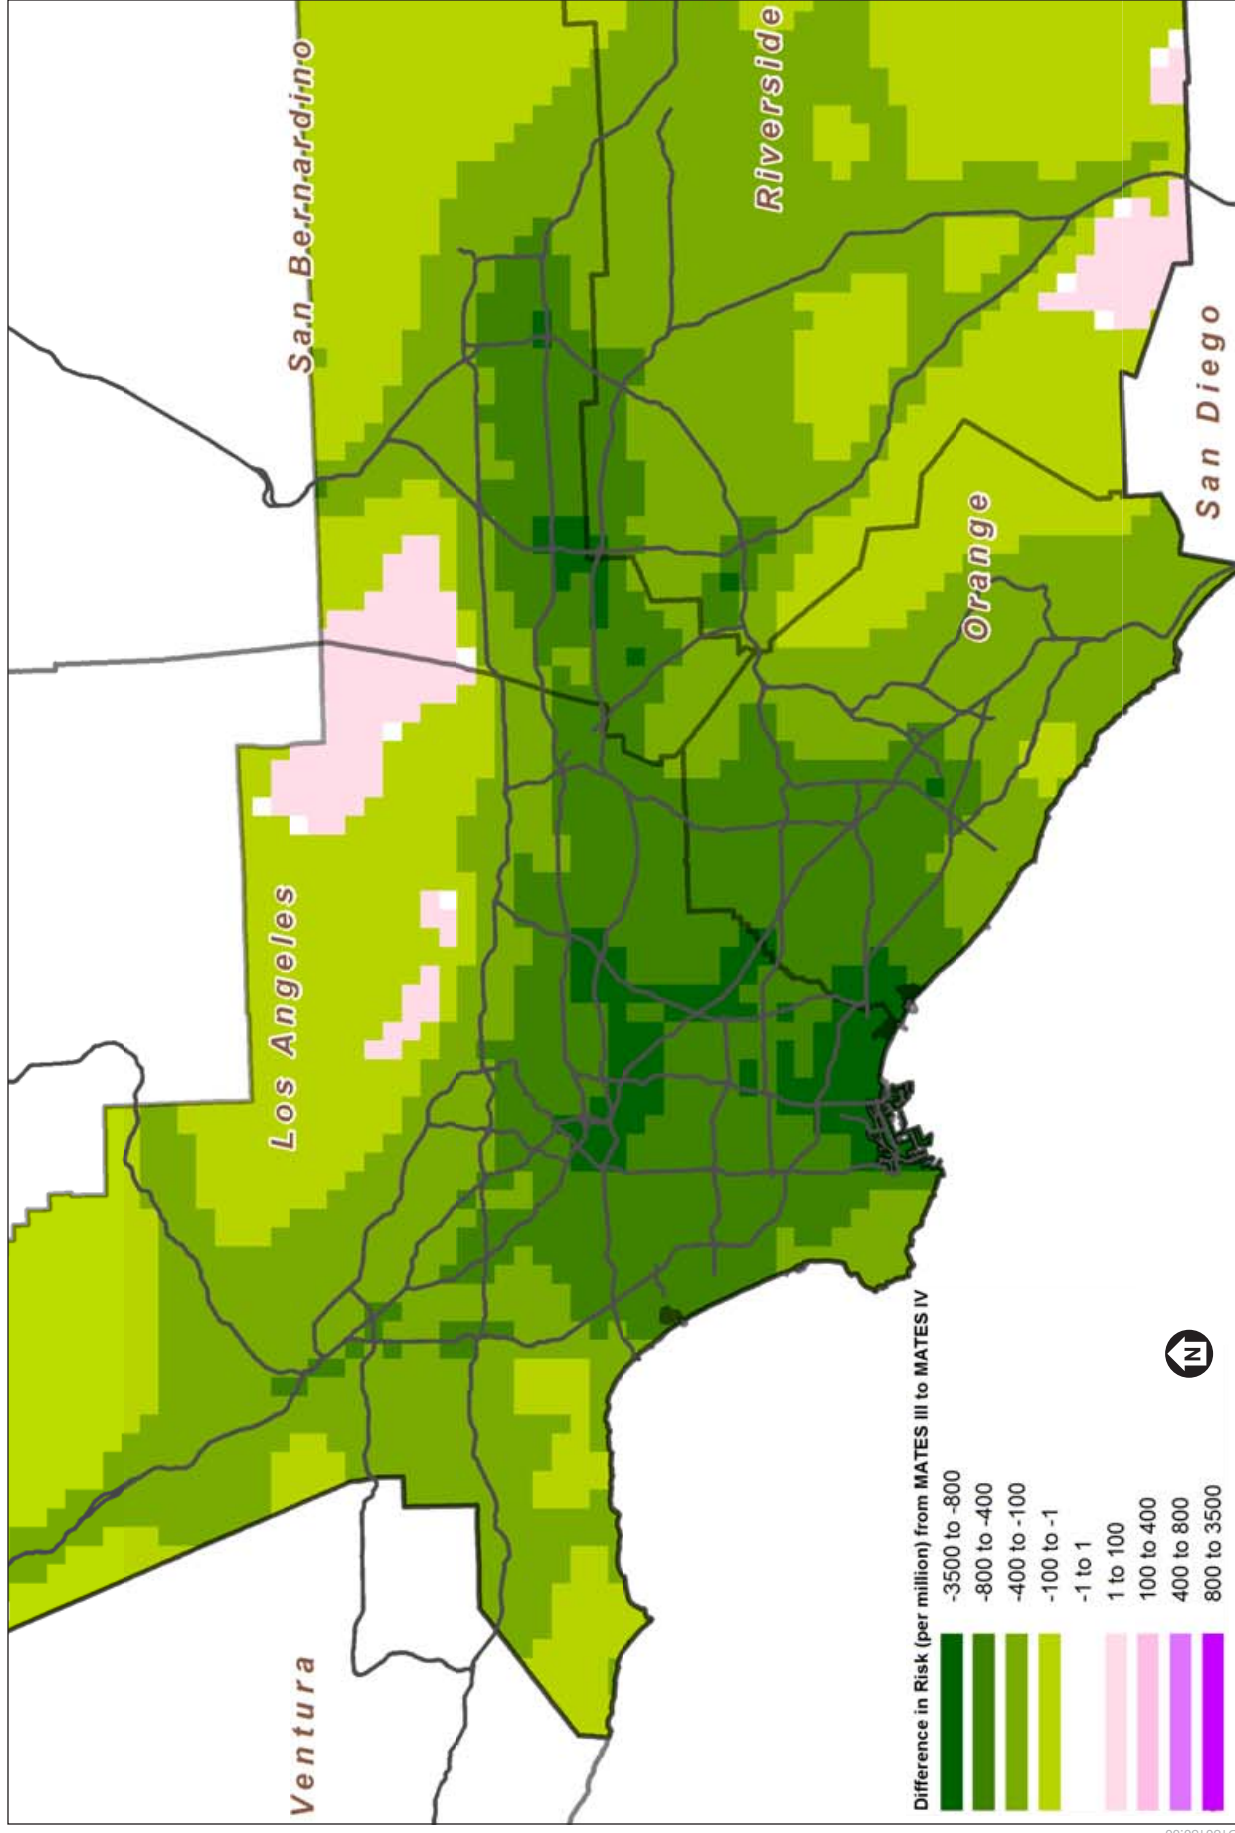 San Bernardino
Riverside
Los Angeles
Orange
Ventura
San Diego
Difference in Risk (per million) from MATES III to MATES IV
-3500 to -800
-800 to -400
-400 to -100
-100 to -1
-1 to 1
1 to 100
100 to 400
400 to 800
800 to 3500
N